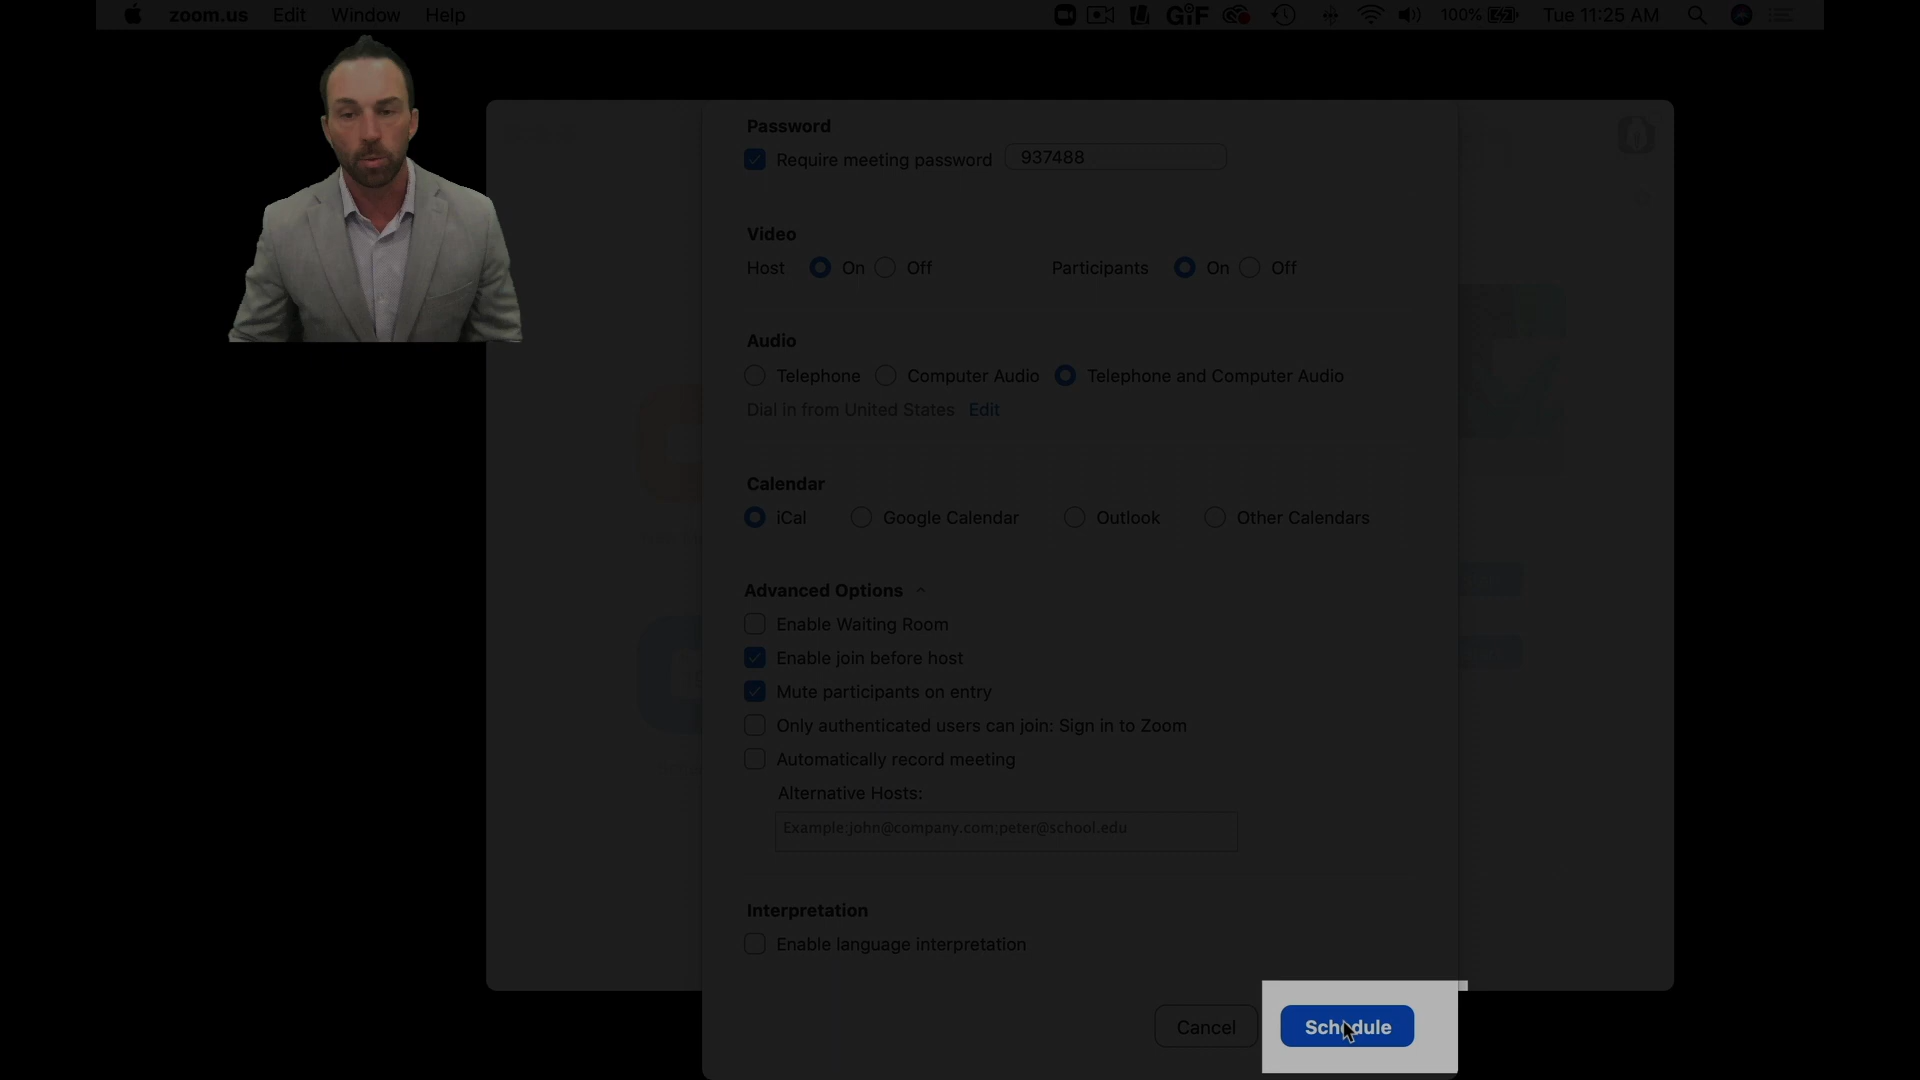 zoom.us Edit Window Help GIF 100% Tue 11:25 AM
Password
Require meeting password 937488
Video
Host On Off Participants On Off
Audio
Telephone Computer Audio Telephone and Computer Audio
Dial in from United States Edit
Calendar
iCal Google Calendar Outlook Other Calendars
Advanced Options
Enable Waiting Room
Enable join before host
Mute participants on entry
Only authenticated users can join: Sign in to Zoom
Automatically record meeting
Alternative Hosts:
Example:john@company.com;peter@school.edu
Interpretation
Enable language interpretation
Cancel Schedule